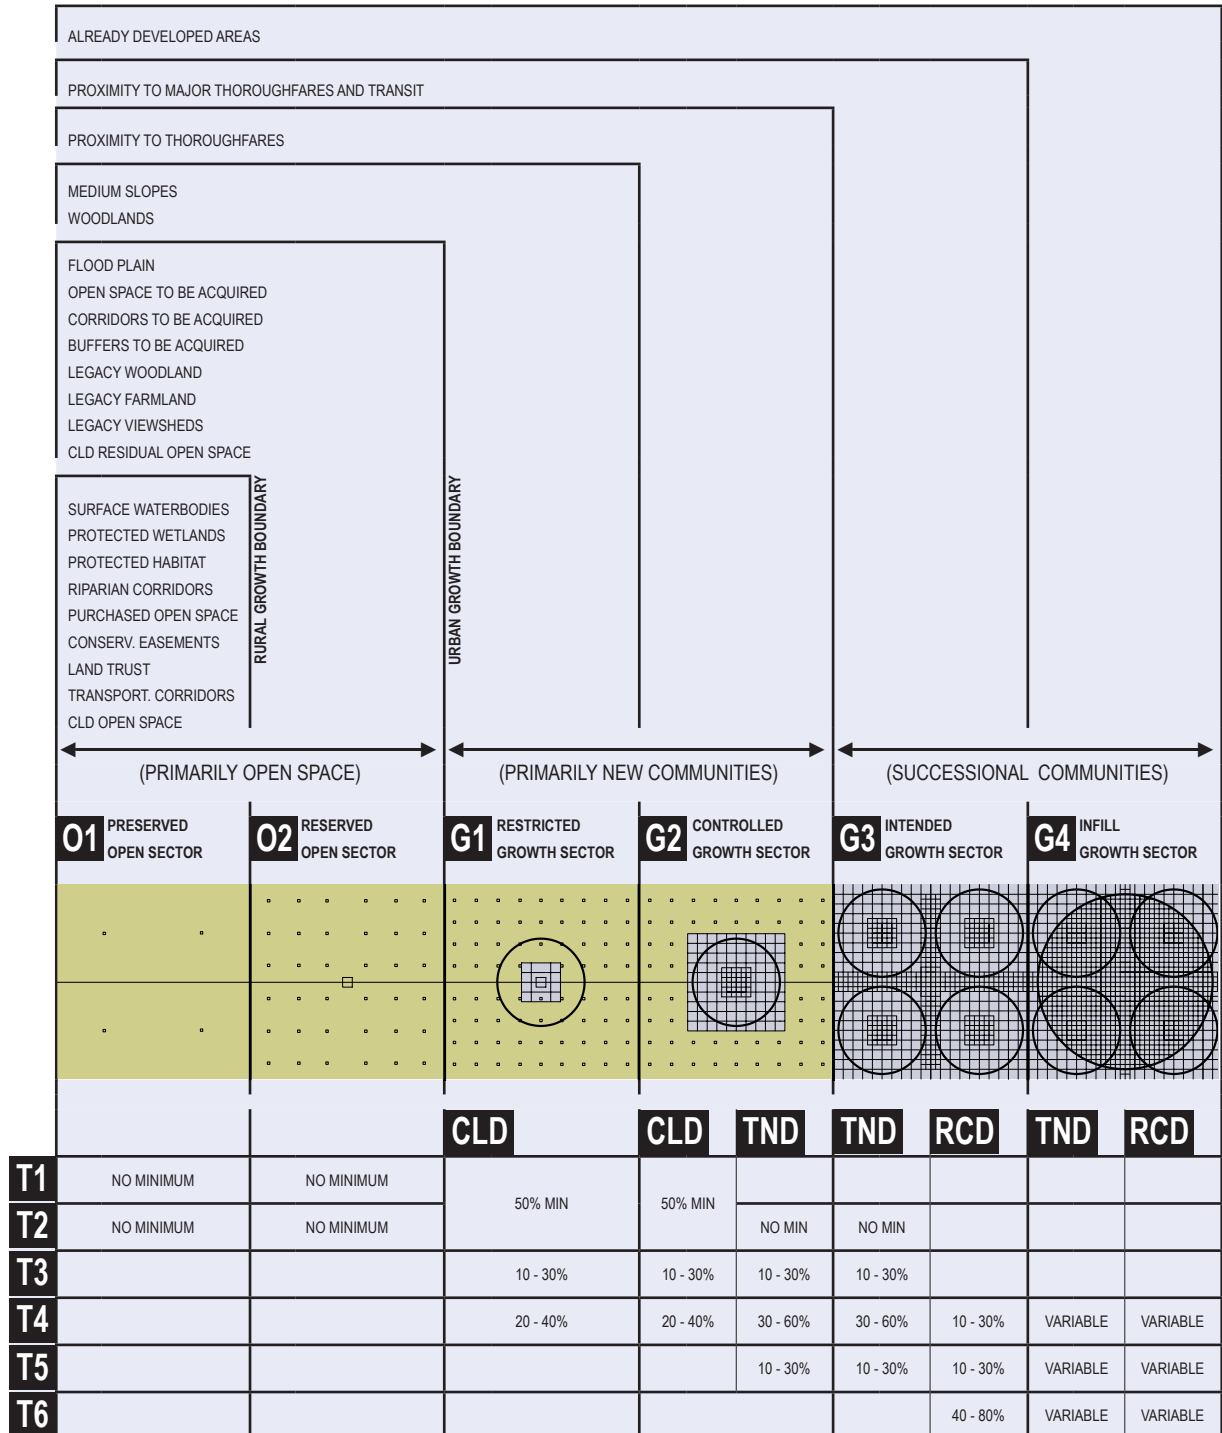 ALREADY DEVELOPED AREAS
PROXIMITY TO MAJOR THOROUGHFARES AND TRANSIT
PROXIMITY TO THOROUGHFARES
MEDIUM SLOPES
WOODLANDS
FLOOD PLAIN
OPEN SPACE TO BE ACQUIRED
CORRIDORS TO BE ACQUIRED
BUFFERS TO BE ACQUIRED
LEGACY WOODLAND
LEGACY FARMLAND
LEGACY VIEWSHEDS
CLD RESIDUAL OPEN SPACE
SURFACE WATERBODIES
PROTECTED WETLANDS
PROTECTED HABITAT
RIPARIAN CORRIDORS
PURCHASED OPEN SPACE
CONSERV. EASEMENTS
LAND TRUST
TRANSPORT. CORRIDORS
CLD OPEN SPACE
RURAL GROWTH BOUNDARY
URBAN GROWTH BOUNDARY
(PRIMARILY OPEN SPACE) (PRIMARILY NEW COMMUNITIES) (SUCCESSIONAL COMMUNITIES)
O1 PRESERVED
OPEN SECTOR
O2 RESERVED
OPEN SECTOR
G1 RESTRICTED
GROWTH SECTOR
G2 CONTROLLED
GROWTH SECTOR
G3 INTENDED
GROWTH SECTOR
G4 INFILL
GROWTH SECTOR
CLD CLD TND TND RCD TND RCD
T1 NO MINIMUM NO MINIMUM
50% MIN 50% MIN
T2 NO MINIMUM NO MINIMUM NO MIN NO MIN
T3 10 - 30% 10 - 30% 10 - 30% 10 - 30%
T4 20 - 40% 20 - 40% 30 - 60% 30 - 60% 10 - 30% VARIABLE VARIABLE
T5 10 - 30% 10 - 30% 10 - 30% VARIABLE VARIABLE
T6 40 - 80% VARIABLE VARIABLE